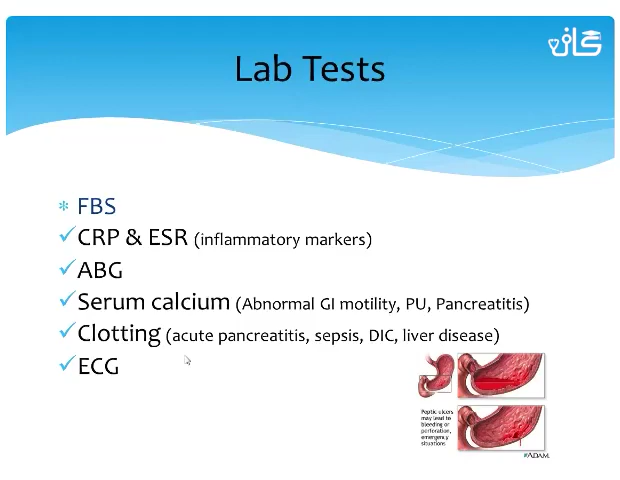 كان
Lab Tests
FBS
CRP & ESR (inflammatory markers)
ABG
Serum calcium (Abnormal GI motility, PU, Pancreatitis)
Clotting (acute pancreatitis, sepsis, DIC, liver disease)
ECG
Peptic ulcers
may lead to
bleeding or
perforation,
emergency
situations
ADAM.